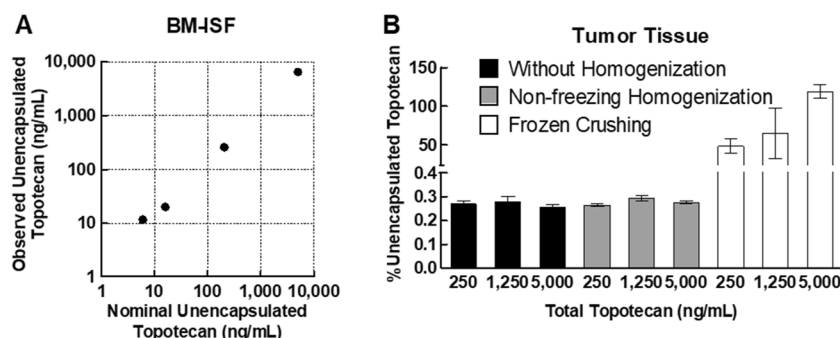 A
BM-ISF
Observed Unencapsulated
Topotecan (ng/mL)
10,000
1,000
100
10
1
1 10 100 1,000 10,000
Nominal Unencapsulated
Topotecan (ng/mL)
B
Tumor Tissue
%Unencapsulated Topotecan
150
100
50
0.4
0.3
0.2
0.1
0.0
Without Homogenization
Non-freezing Homogenization
Frozen Crushing
250 1,250 5,000 250 1,250 5,000 250 1,250 5,000
Total Topotecan (ng/mL)